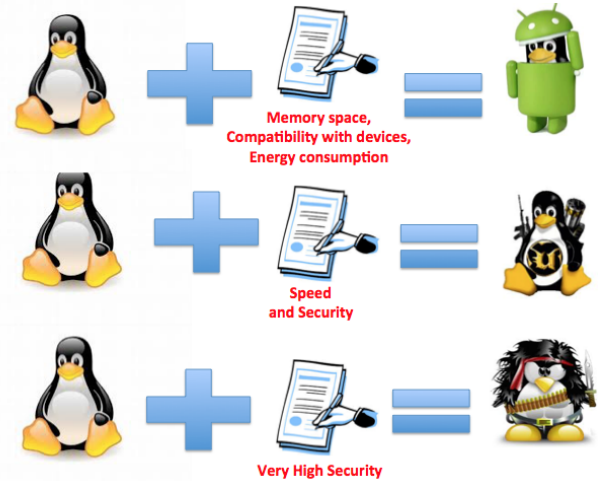 Memory space,
Compatibility with devices,
Energy consumption
Speed
and Security
Very High Security